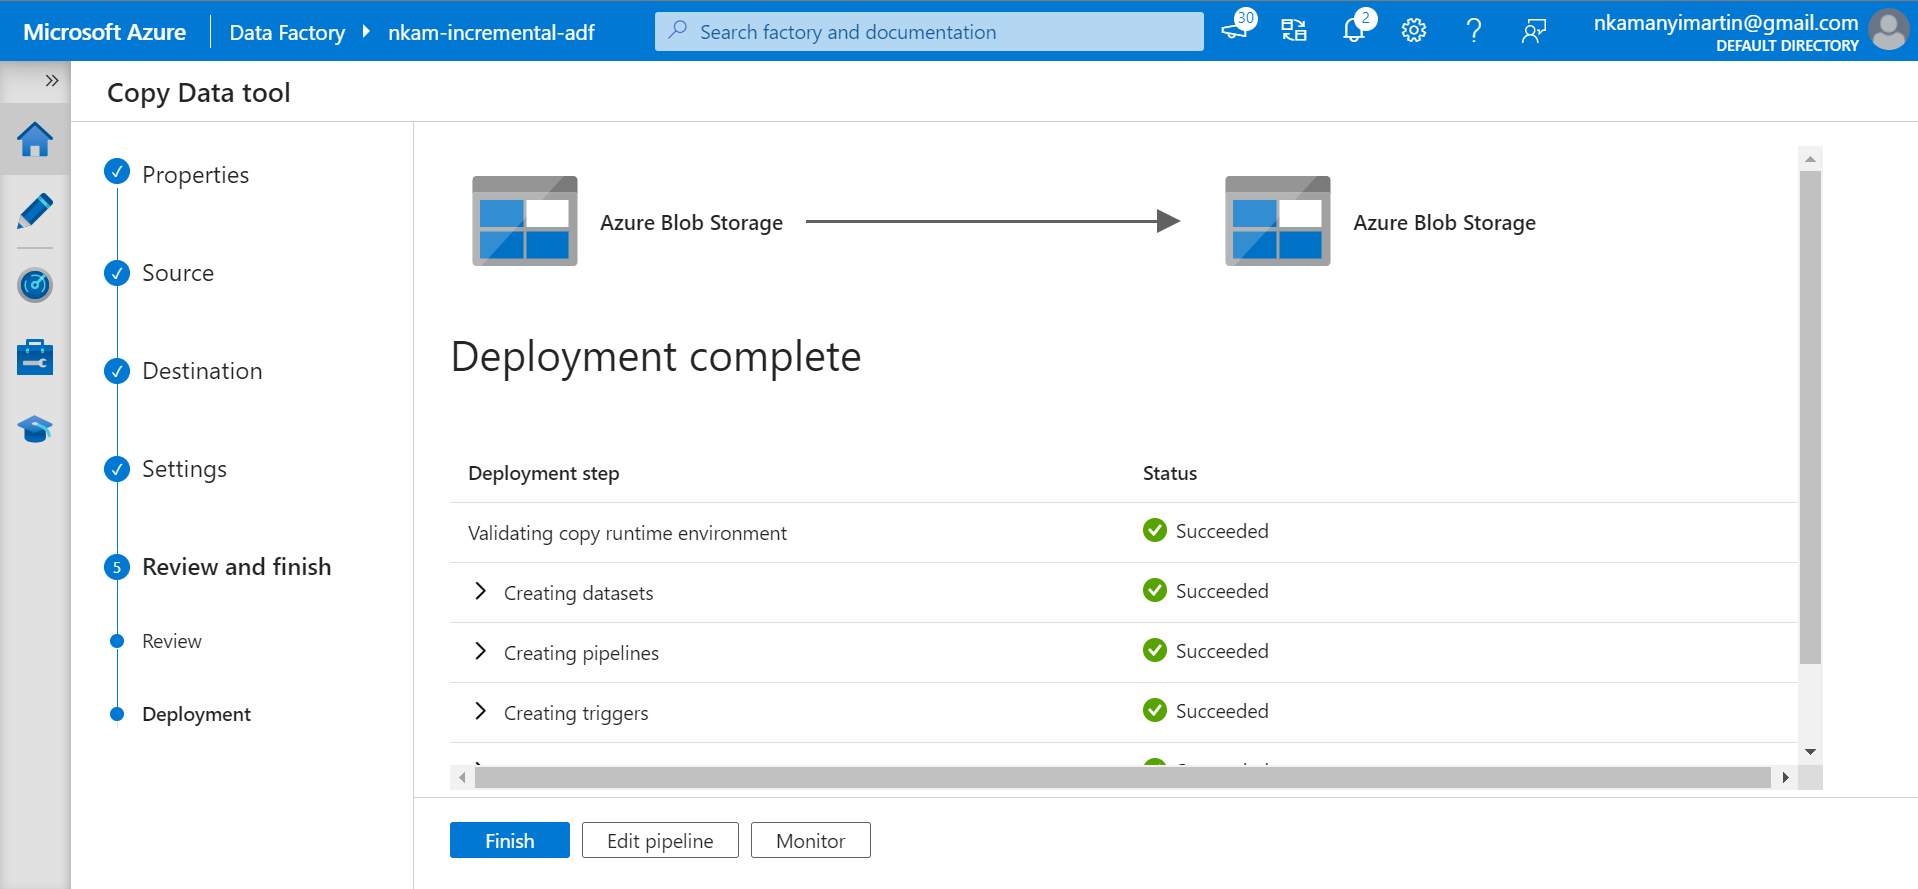 Microsoft Azure
Data Factory
nkam-incremental-adf
Search factory and documentation
30
2
?
nkamanyimartin@gmail.com
DEFAULT DIRECTORY
Copy Data tool
Properties
Source
Destination
Settings
5
Review and finish
Review
Deployment
Azure Blob Storage
Azure Blob Storage
Deployment complete
Deployment step
Status
Validating copy runtime environment
Succeeded
Creating datasets
Succeeded
Creating pipelines
Succeeded
Creating triggers
Succeeded
Finish
Edit pipeline
Monitor